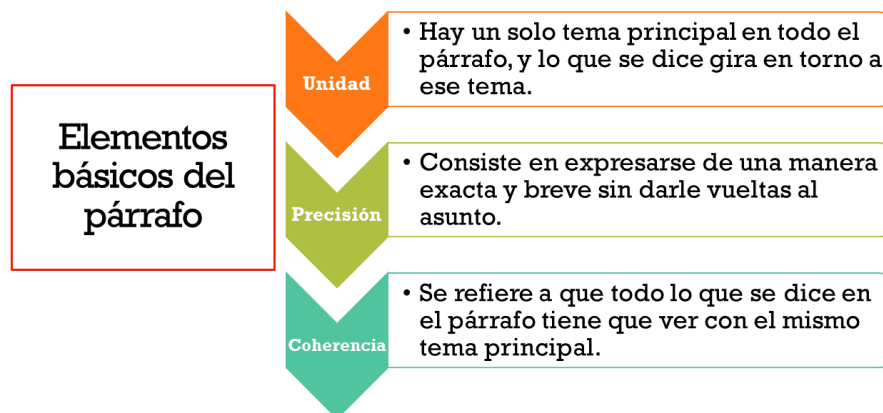 Elementos
básicos del
párrafo
Unidad
• Hay un solo tema principal en todo el
párrafo, y lo que se dice gira en torno a
ese tema.
Precisión
• Consiste en expresarse de una manera
exacta y breve sin darle vueltas al
asunto.
Coherencia
• Se refiere a que todo lo que se dice en
el párrafo tiene que ver con el mismo
tema principal.